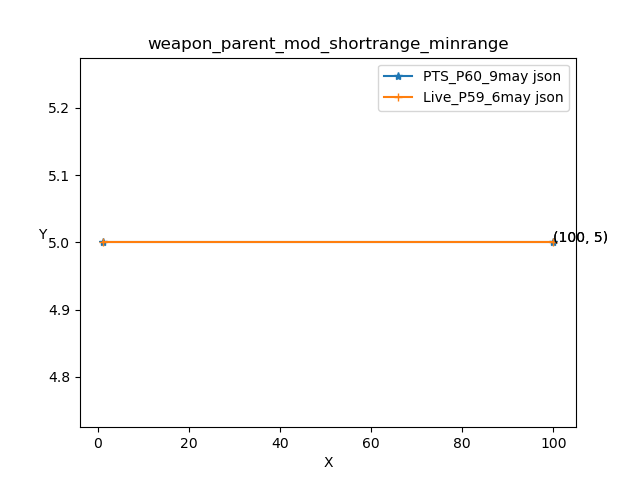 weapon_parent_mod_shortrange_minrange
PTS_P60_9may json
Live_P59_6may json
5.2
5.1
Y
5.0
(100, 5)
4.9
4.8
0
20
40
60
80
100
X